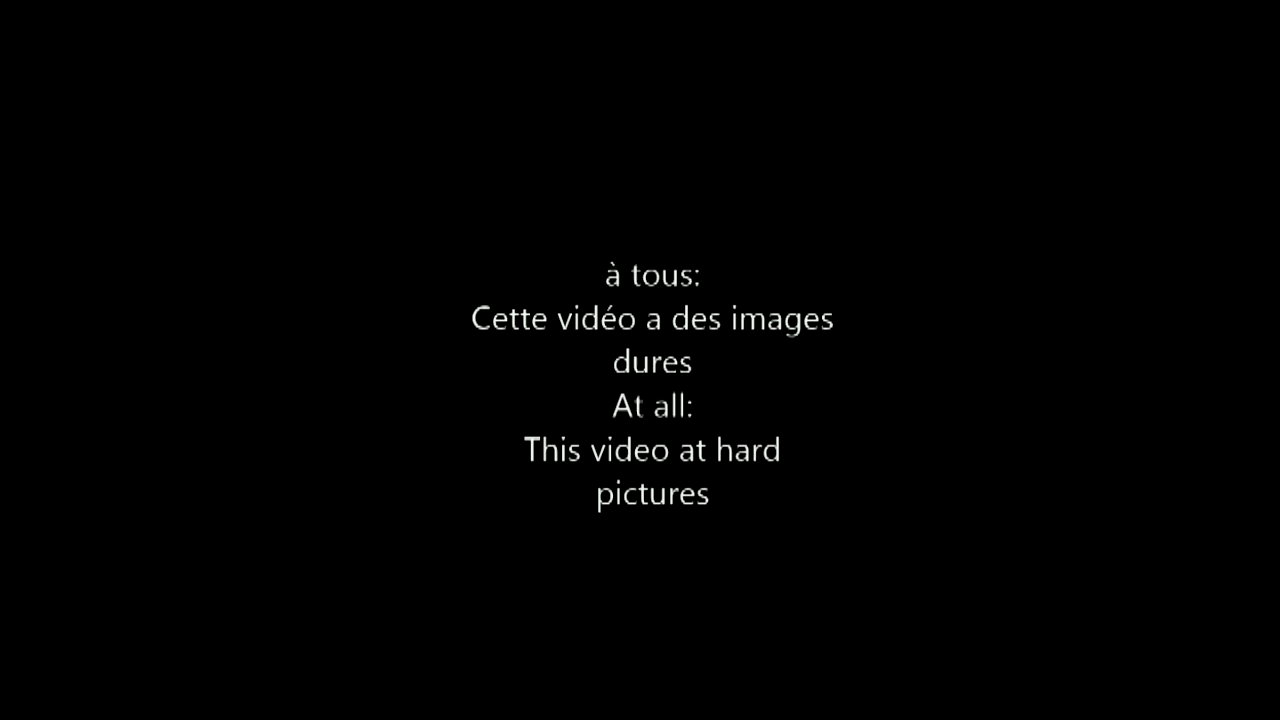 à tous:
Cette vidéo a des images
dures
At all:
This video at hard
pictures